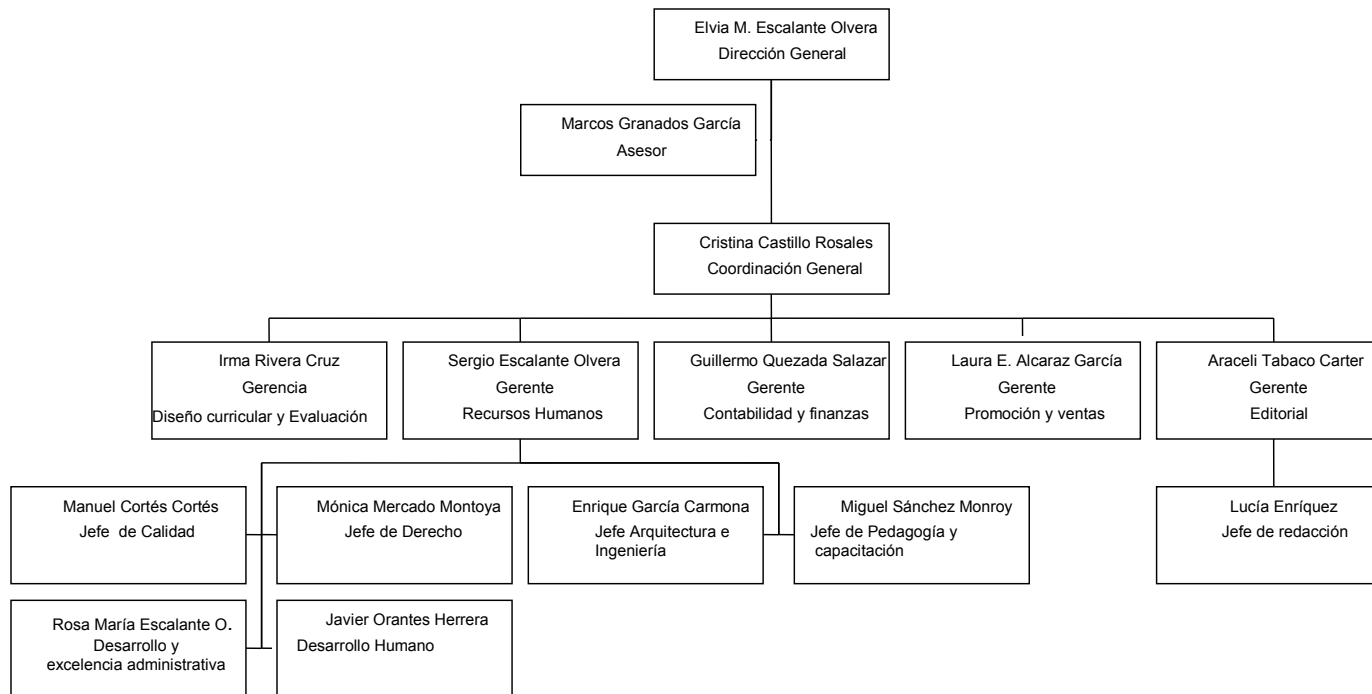 Elvia M. Escalante Olvera
Dirección General
Marcos Granados García
Asesor
Cristina Castillo Rosales
Coordinación General
Irma Rivera Cruz
Gerencia
Diseño curricular y Evaluación
Sergio Escalante Olvera
Gerente
Recursos Humanos
Guillermo Quezada Salazar
Gerente
Contabilidad y finanzas
Laura E. Alcaraz García
Gerente
Promoción y ventas
Araceli Tabaco Carter
Gerente
Editorial
Manuel Cortés Cortés
Jefe de Calidad
Mónica Mercado Montoya
Jefe de Derecho
Enrique García Carmona
Jefe Arquitectura e
Ingeniería
Miguel Sánchez Monroy
Jefe de Pedagogía y
capacitación
Lucía Enríquez
Jefe de redacción
Rosa María Escalante O.
Desarrollo y
excelencia administrativa
Javier Orantes Herrera
Desarrollo Humano